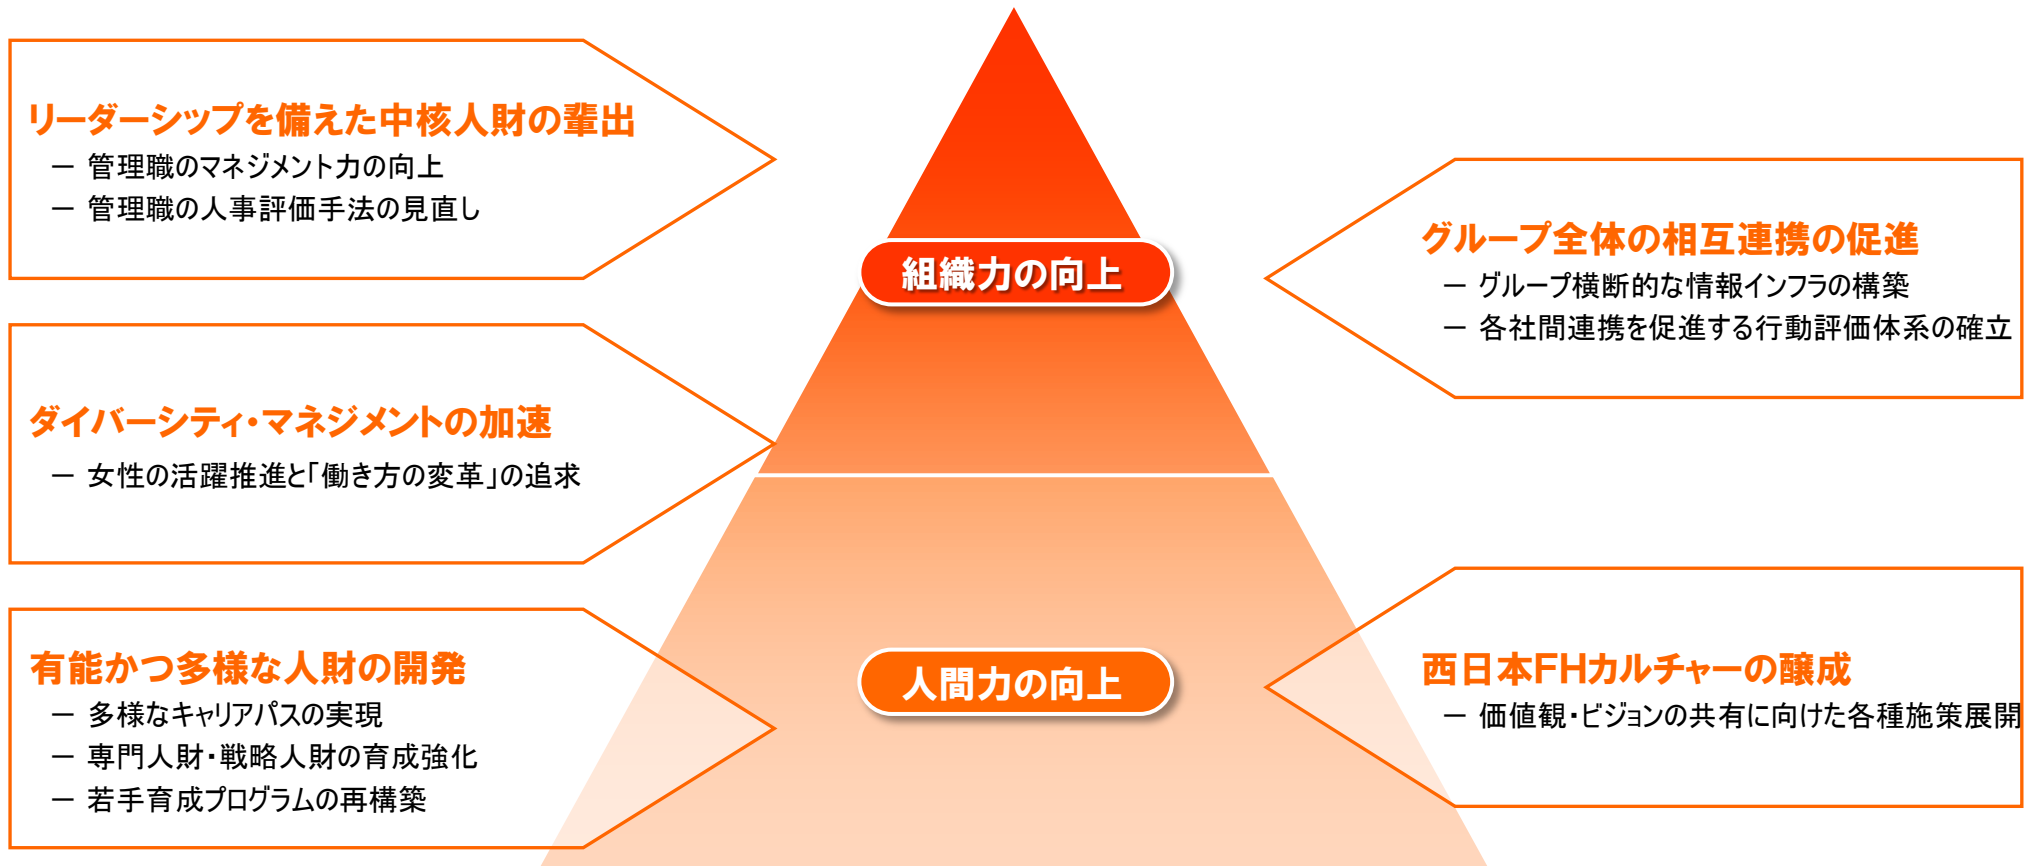 リーダーシップを備えた中核人財の輩出
－ 管理職のマネジメント力の向上
－ 管理職の人事評価手法の見直し
ダイバーシティ・マネジメントの加速
－ 女性の活躍推進と「働き方の変革」の追求
有能かつ多様な人財の開発
－ 多様なキャリアパスの実現
－ 専門人財・戦略人財の育成強化
－ 若手育成プログラムの再構築
組織力の向上
人間力の向上
グループ全体の相互連携の促進
－ グループ横断的な情報インフラの構築
－ 各社間連携を促進する行動評価体系の確立
西日本FHカルチャーの醸成
－ 価値観・ビジョンの共有に向けた各種施策展開